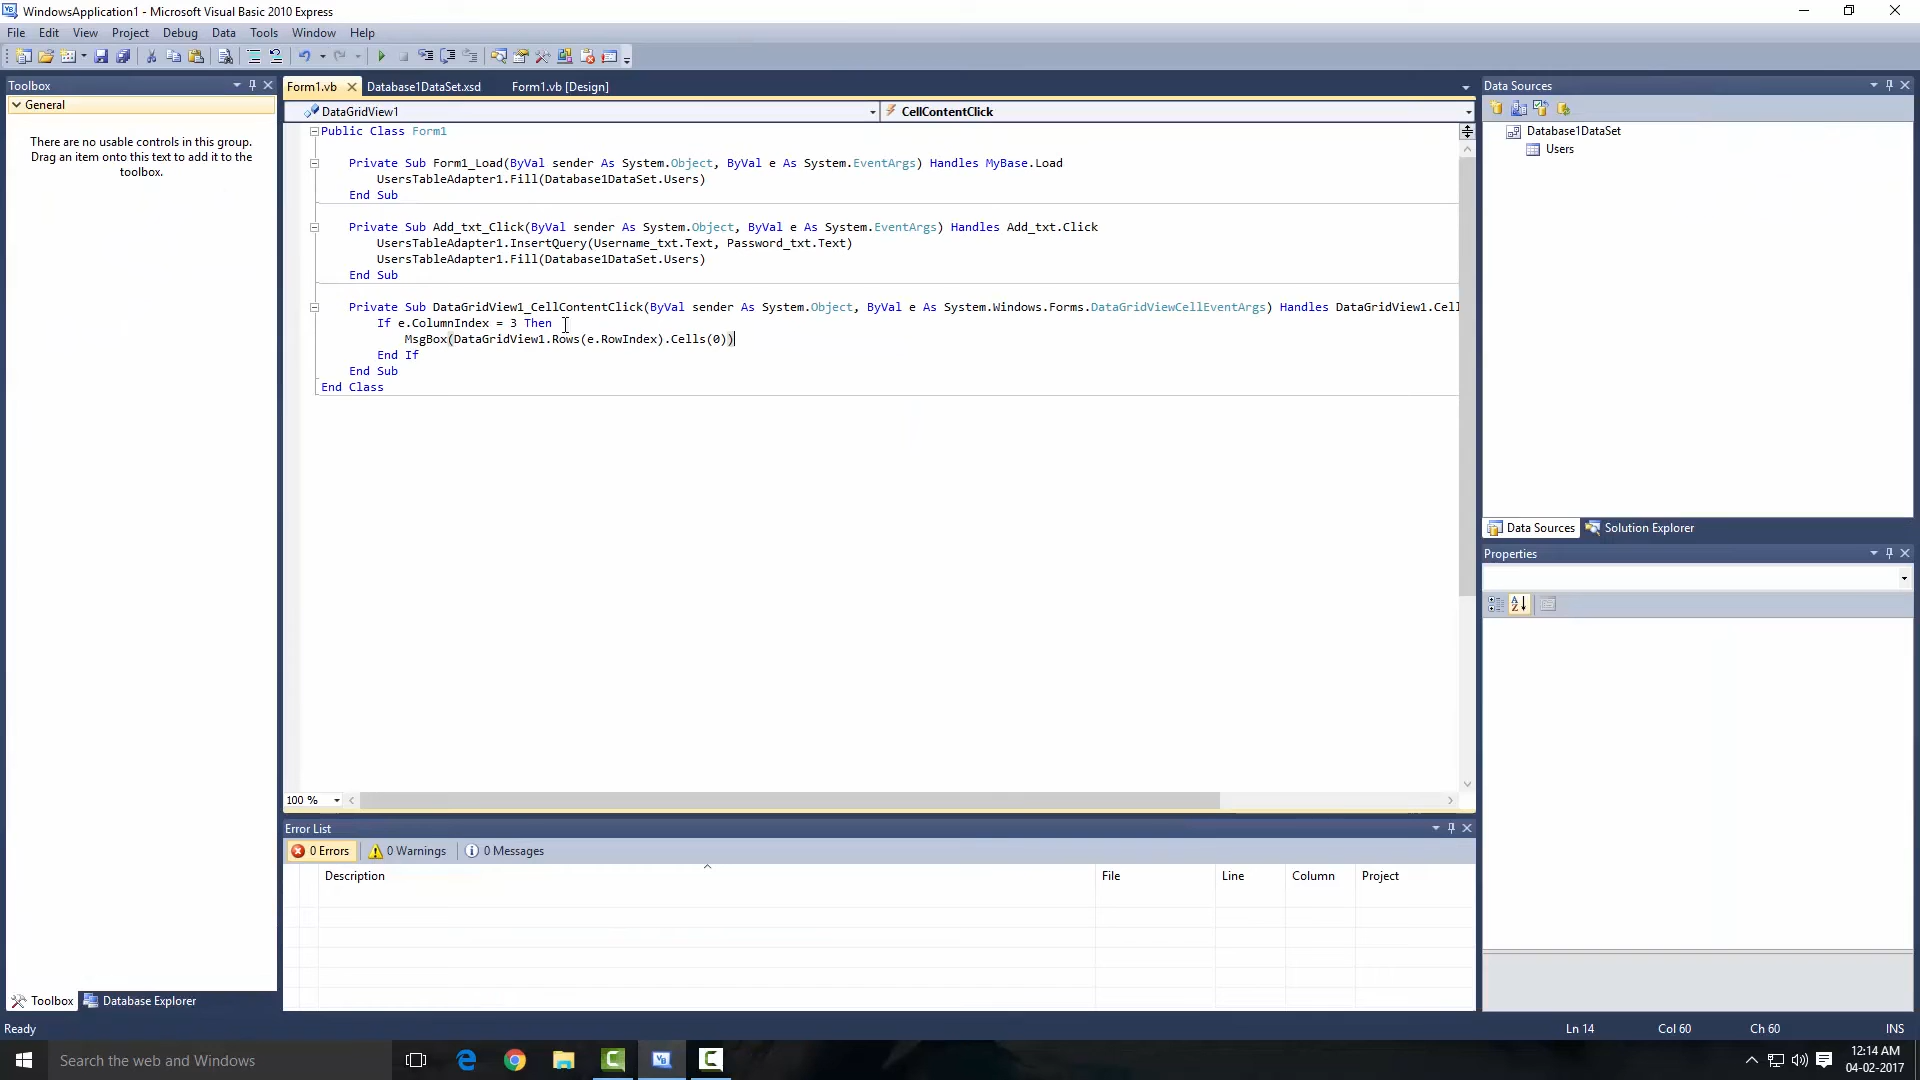 WindowsApplication1 - Microsoft Visual Basic 2010 Express
File Edit View Project Debug Data Tools Window Help
Toolbox
General
There are no usable controls in this group.
Drag an item onto this text to add it to the
toolbox.
Form1.vb Database1DataSet.xsd Form1.vb [Design]
DataGridView1 CellContentClick
Public Class Form1
Private Sub Form1_Load(ByVal sender As System.Object, ByVal e As System.EventArgs) Handles MyBase.Load
UsersTableAdapter1.Fill(Database1DataSet.Users)
End Sub
Private Sub Add_txt_Click(ByVal sender As System.Object, ByVal e As System.EventArgs) Handles Add_txt.Click
UsersTableAdapter1.InsertQuery(Username_txt.Text, Password_txt.Text)
UsersTableAdapter1.Fill(Database1DataSet.Users)
End Sub
Private Sub DataGridView1_CellContentClick(ByVal sender As System.Object, ByVal e As System.Windows.Forms.DataGridViewCellEventArgs) Handles DataGridView1.Cell
If e.ColumnIndex = 3 Then
MsgBox(DataGridView1.Rows(e.RowIndex).Cells(0))
End If
End Sub
End Class
100 %
Data Sources
Database1DataSet
Users
Data Sources Solution Explorer
Properties
Error List
0 Errors 0 Warnings 0 Messages
Description File Line Column Project
Toolbox Database Explorer
Ready Ln 14 Col 60 Ch 60 INS
Search the web and Windows
12:14 AM
04-02-2017